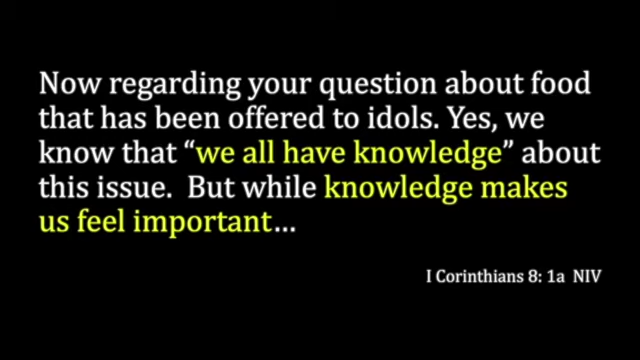 Now regarding your question about food
that has been offered to idols. Yes, we
know that “we all have knowledge” about
this issue.  But while knowledge makes
us feel important…
I Corinthians 8: 1a  NIV